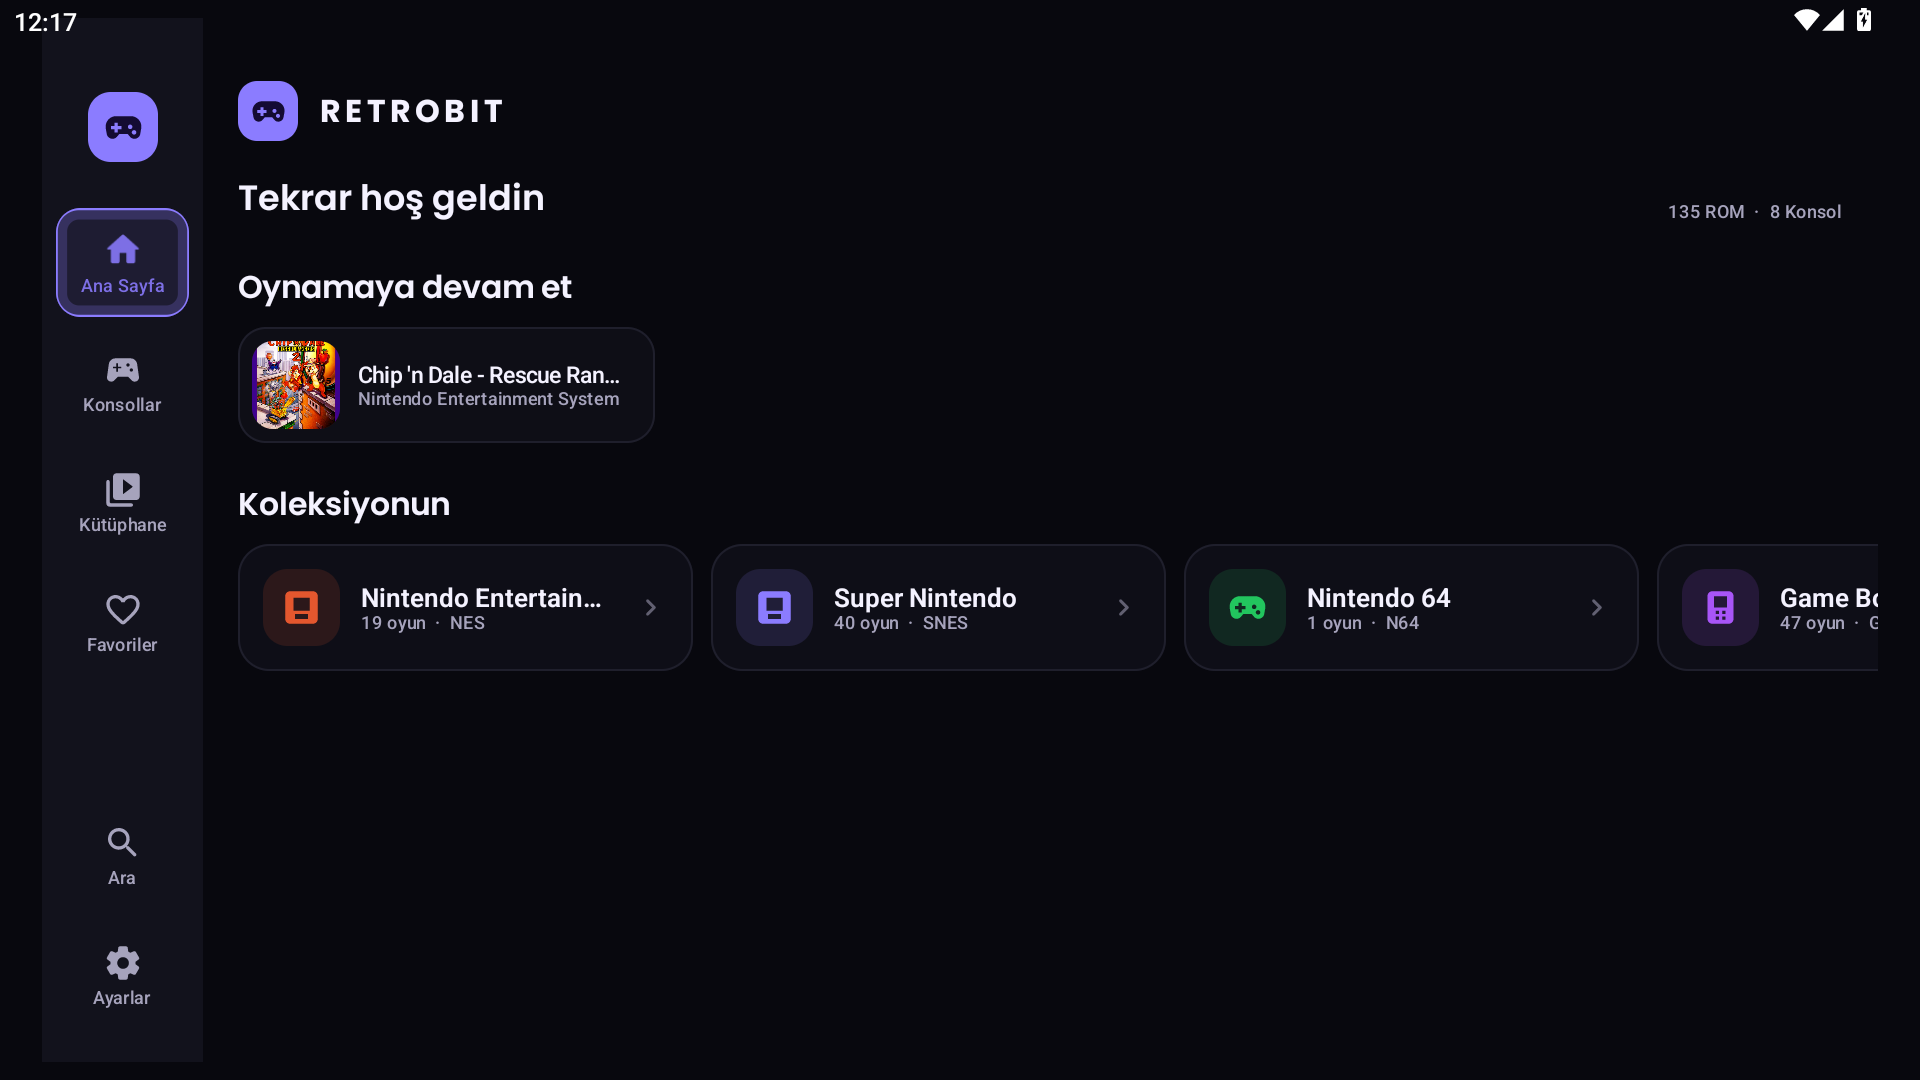 12:17
RETROBIT
Tekrar hoş geldin
135 ROM · 8 Konsol
Ana Sayfa
Konsollar
Kütüphane
Favoriler
Ara
Ayarlar
Oynamaya devam et
Chip 'n Dale - Rescue Ran...
Nintendo Entertainment System
Koleksiyonun
Nintendo Entertain...
19 oyun · NES
Super Nintendo
40 oyun · SNES
Nintendo 64
1 oyun · N64
Game Bo
47 oyun · G